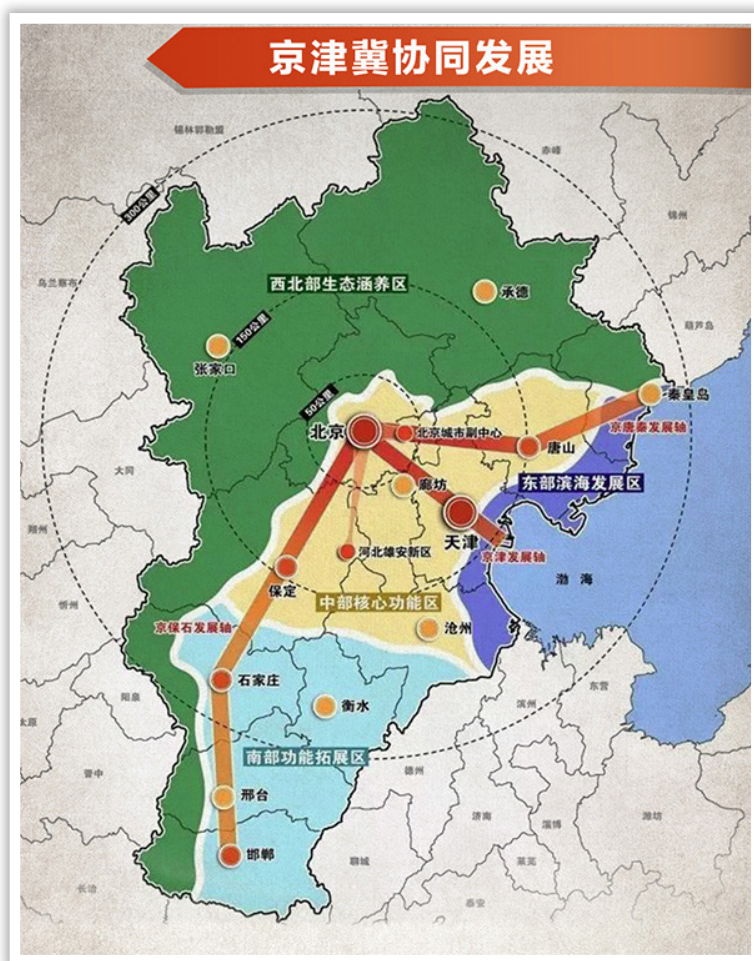 京津冀协同发展
锡林郭勒盟
赤峰
300公里
锦州
乌兰察布
西北部生态涵养区
承德
150公里
葫芦岛
张家口
50公里
秦皇岛
北京
北京城市副中心
京唐秦发展轴
唐山
大同
廊坊
东部滨海发展区
天津
朔州
河北雄安新区
京津发展轴
渤海
保定
忻州
中部核心功能区
京保石发展轴
沧州
石家庄
东营
阳泉
衡水
滨州
太原
南部功能拓展区
晋中
德州
邢台
济南
淄博
潍坊
邯郸
聊城
莱芜
长治
泰安